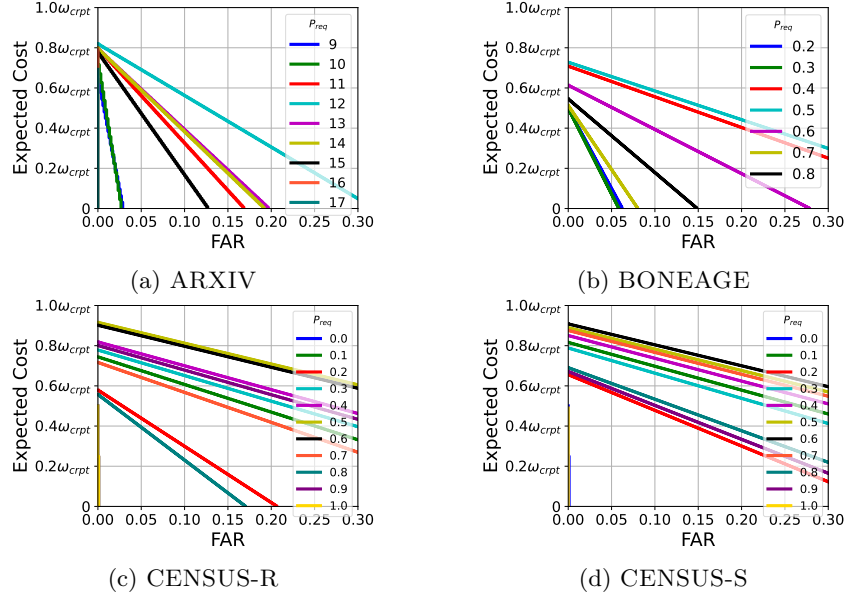 1.0ω_crpt
0.8ω_crpt
0.6ω_crpt
0.4ω_crpt
0.2ω_crpt
0
Expected Cost
0.00 0.05 0.10 0.15 0.20 0.25 0.30
FAR
P_req
9
10
11
12
13
14
15
16
17
(a) ARXIV
1.0ω_crpt
0.8ω_crpt
0.6ω_crpt
0.4ω_crpt
0.2ω_crpt
0
Expected Cost
0.00 0.05 0.10 0.15 0.20 0.25 0.30
FAR
P_req
0.2
0.3
0.4
0.5
0.6
0.7
0.8
(b) BONEAGE
1.0ω_crpt
0.8ω_crpt
0.6ω_crpt
0.4ω_crpt
0.2ω_crpt
0
Expected Cost
0.00 0.05 0.10 0.15 0.20 0.25 0.30
FAR
P_req
0.0
0.1
0.2
0.3
0.4
0.5
0.6
0.7
0.8
0.9
1.0
(c) CENSUS-R
1.0ω_crpt
0.8ω_crpt
0.6ω_crpt
0.4ω_crpt
0.2ω_crpt
0
Expected Cost
0.00 0.05 0.10 0.15 0.20 0.25 0.30
FAR
P_req
0.0
0.1
0.2
0.3
0.4
0.5
0.6
0.7
0.8
0.9
1.0
(d) CENSUS-S